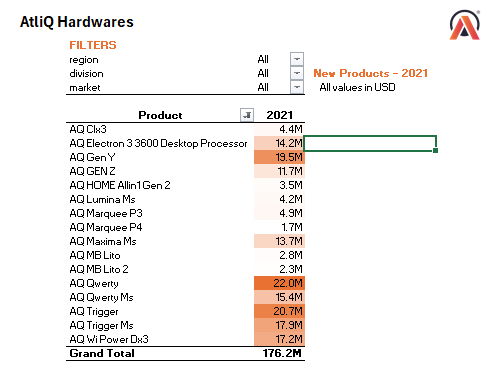 AtliQ Hardwares
FILTERS
region All
division All New Products - 2021
market All All values in USD
Product 2021
AQ Clx3 4.4M
AQ Electron 3 3600 Desktop Processor 14.2M
AQ Gen Y 19.5M
AQ GEN Z 11.7M
AQ HOME Allin1 Gen 2 3.5M
AQ Lumina Ms 4.2M
AQ Marquee P3 4.9M
AQ Marquee P4 1.7M
AQ Maxima Ms 13.7M
AQ MB Lito 2.8M
AQ MB Lito 2 2.3M
AQ Qwerty 22.0M
AQ Qwerty Ms 15.4M
AQ Trigger 20.7M
AQ Trigger Ms 17.9M
AQ Wi Power Dx3 17.2M
Grand Total 176.2M